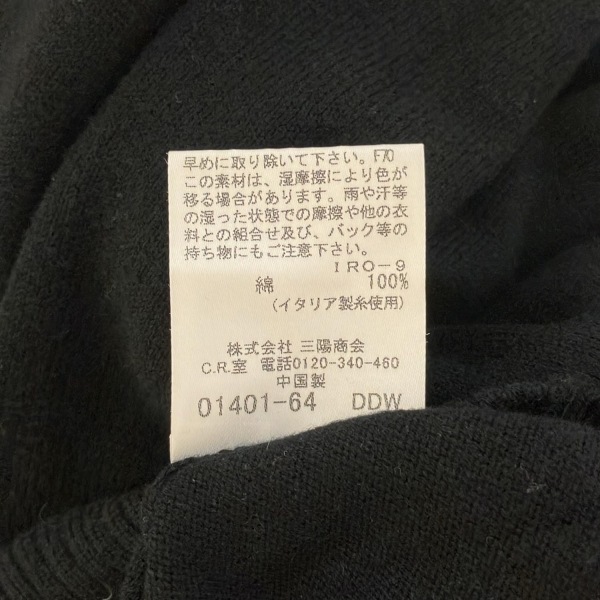 早めに取り除いて下さい。F70
この素材は、湿摩擦により色が
移る場合があります。雨や汗等
の湿った状態での摩擦や他の衣
料との組合せ及び、バック等の
持ち物にもご注意下さい。
IRO-9
綿 100%
(イタリア製糸使用)
株式会社 三陽商会
C.R.室 電話0120-340-460
中国製
01401-64 DDW